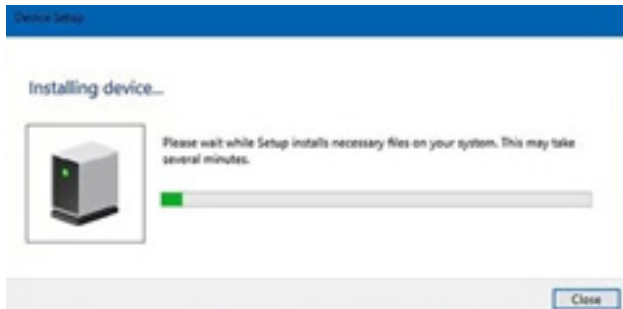 Device Setup
Installing device...
Please wait while Setup installs necessary files on your system. This may take
several minutes.
Close